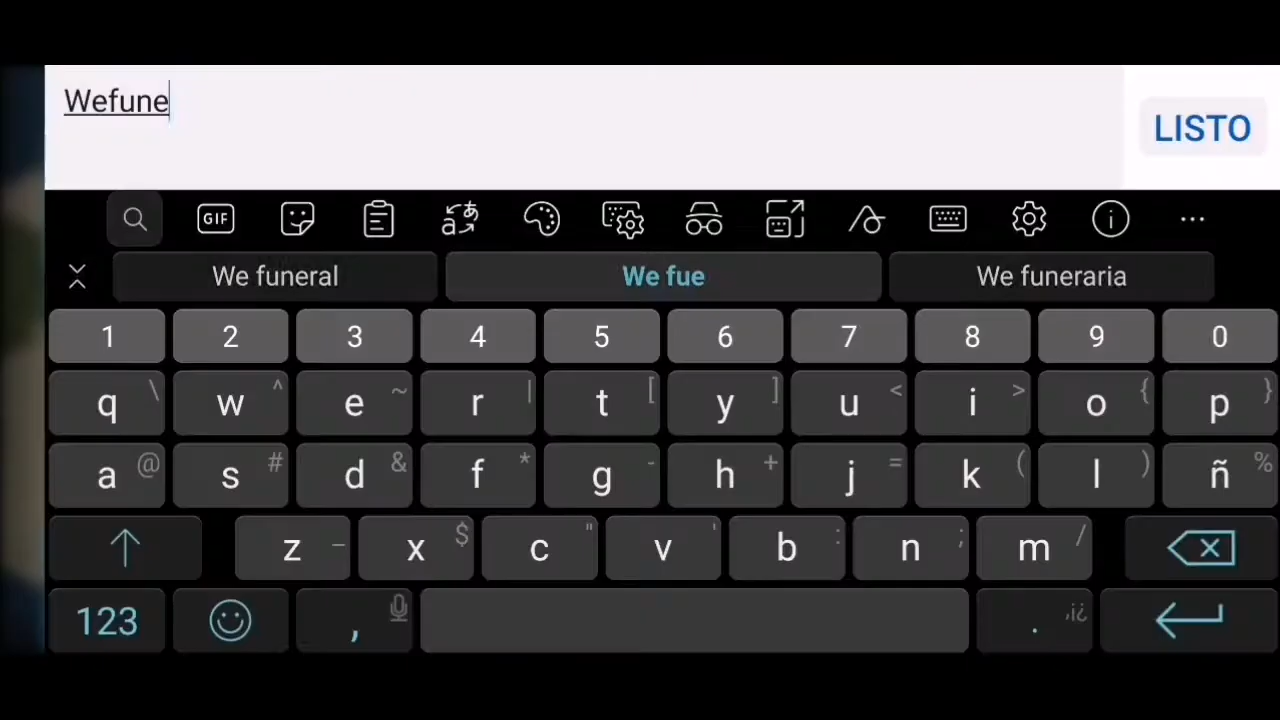 Wefune
LISTO
GIF
We funeral We fue We funeraria
1 2 3 4 5 6 7 8 9 0
q \ w ^ e ~ r | t [ y ] u < i > o { p }
a @ s # d & f * g - h + j = k ( l ) ñ %
z _ x $ c " v ' b : n ; m /
123 , . ,¡¿